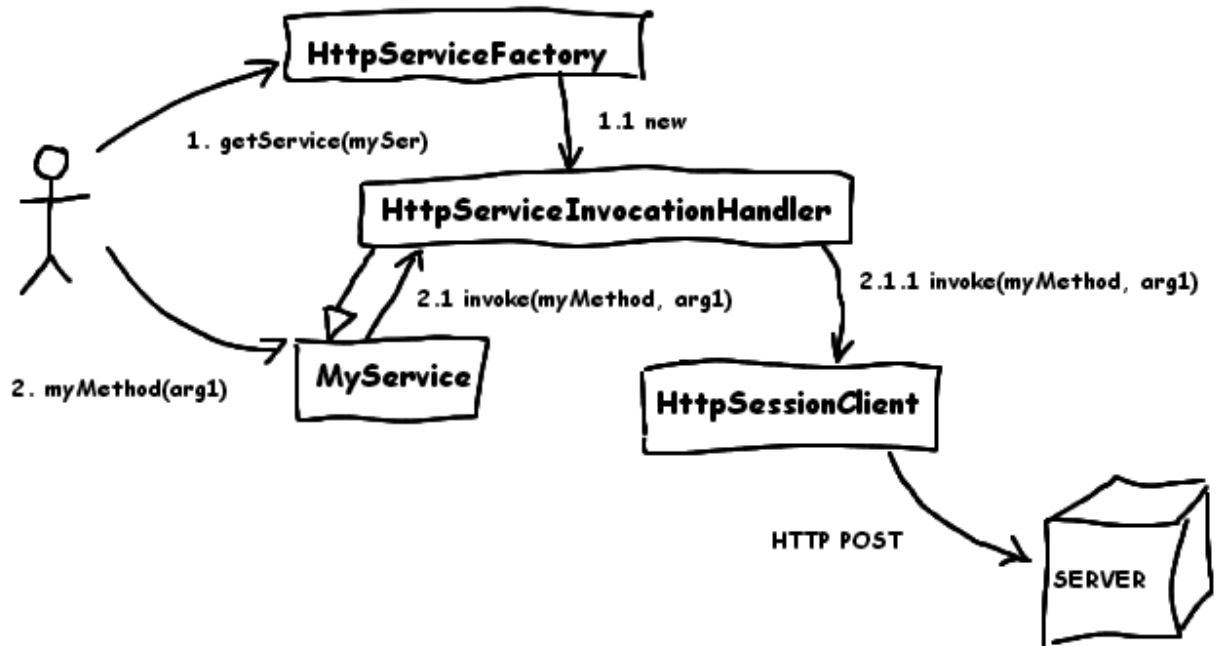 HttpServiceFactory
1. getService(mySer)
1.1 new
HttpServiceInvocationHandler
2.1 invoke(myMethod, arg1)
2.1.1 invoke(myMethod, arg1)
2. myMethod(arg1)
MyService
HttpSessionClient
HTTP POST
SERVER